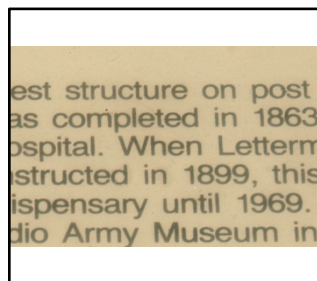 est structure on post
as completed in 1863
ospital. When Letterm
structed in 1899, this
ispensary until 1969.
dio Army Museum in